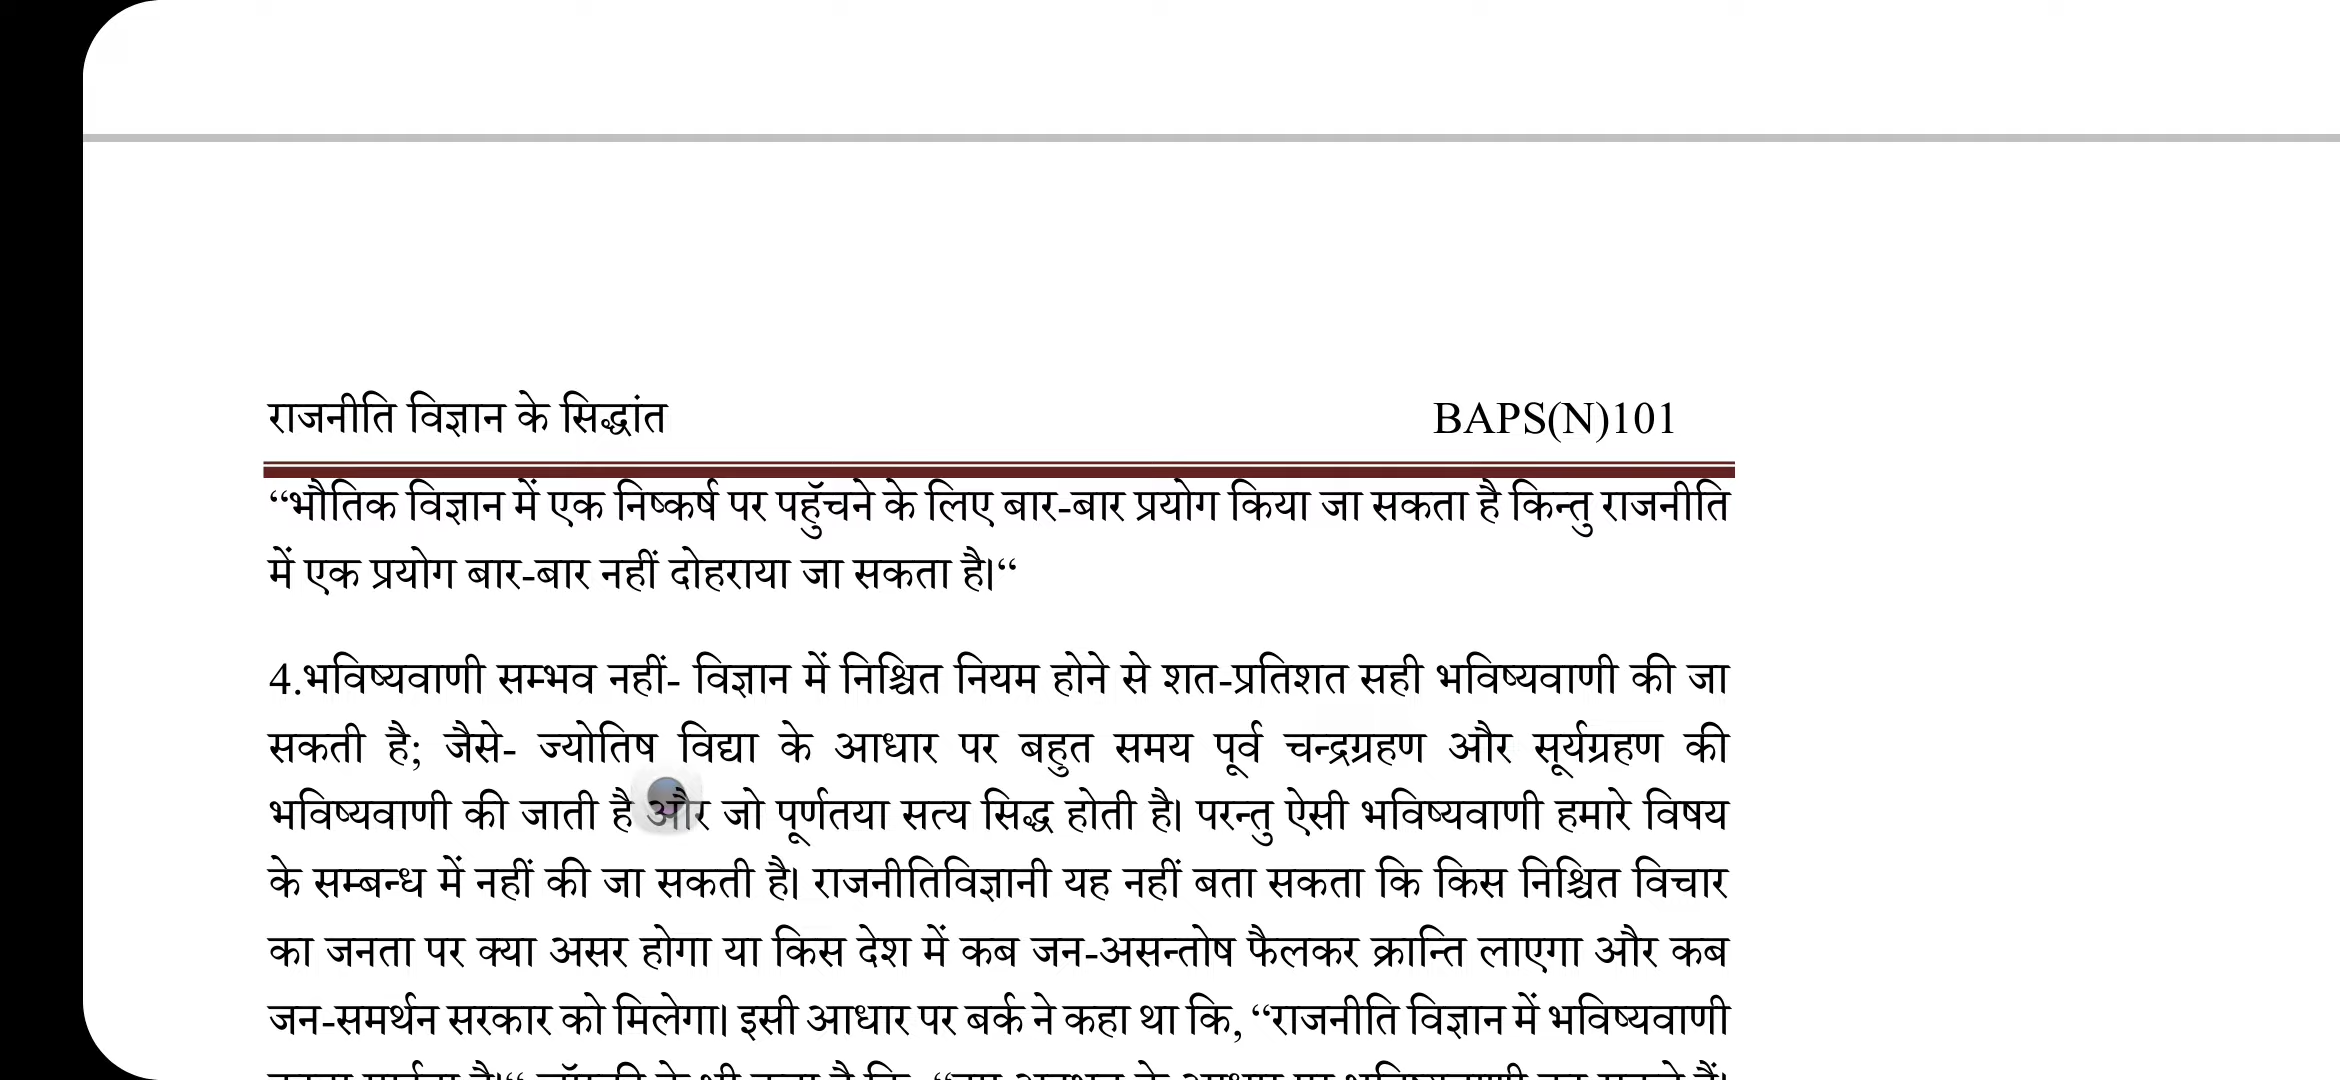 राजनीति विज्ञान के सिद्धांत BAPS(N)101
“भौतिक विज्ञान में एक निष्कर्ष पर पहुॅचने के लिए बार-बार प्रयोग किया जा सकता है किन्तु राजनीति
में एक प्रयोग बार-बार नहीं दोहराया जा सकता है।“
4.भविष्यवाणी सम्भव नहीं- विज्ञान में निश्चित नियम होने से शत-प्रतिशत सही भविष्यवाणी की जा
सकती है; जैसे- ज्योतिष विद्या के आधार पर बहुत समय पूर्व चन्द्रग्रहण और सूर्यग्रहण की
भविष्यवाणी की जाती है और जो पूर्णतया सत्य सिद्ध होती है। परन्तु ऐसी भविष्यवाणी हमारे विषय
के सम्बन्ध में नहीं की जा सकती है। राजनीतिविज्ञानी यह नहीं बता सकता कि किस निश्चित विचार
का जनता पर क्या असर होगा या किस देश में कब जन-असन्तोष फैलकर क्रान्ति लाएगा और कब
जन-समर्थन सरकार को मिलेगा। इसी आधार पर बर्क ने कहा था कि, “राजनीति विज्ञान में भविष्यवाणी